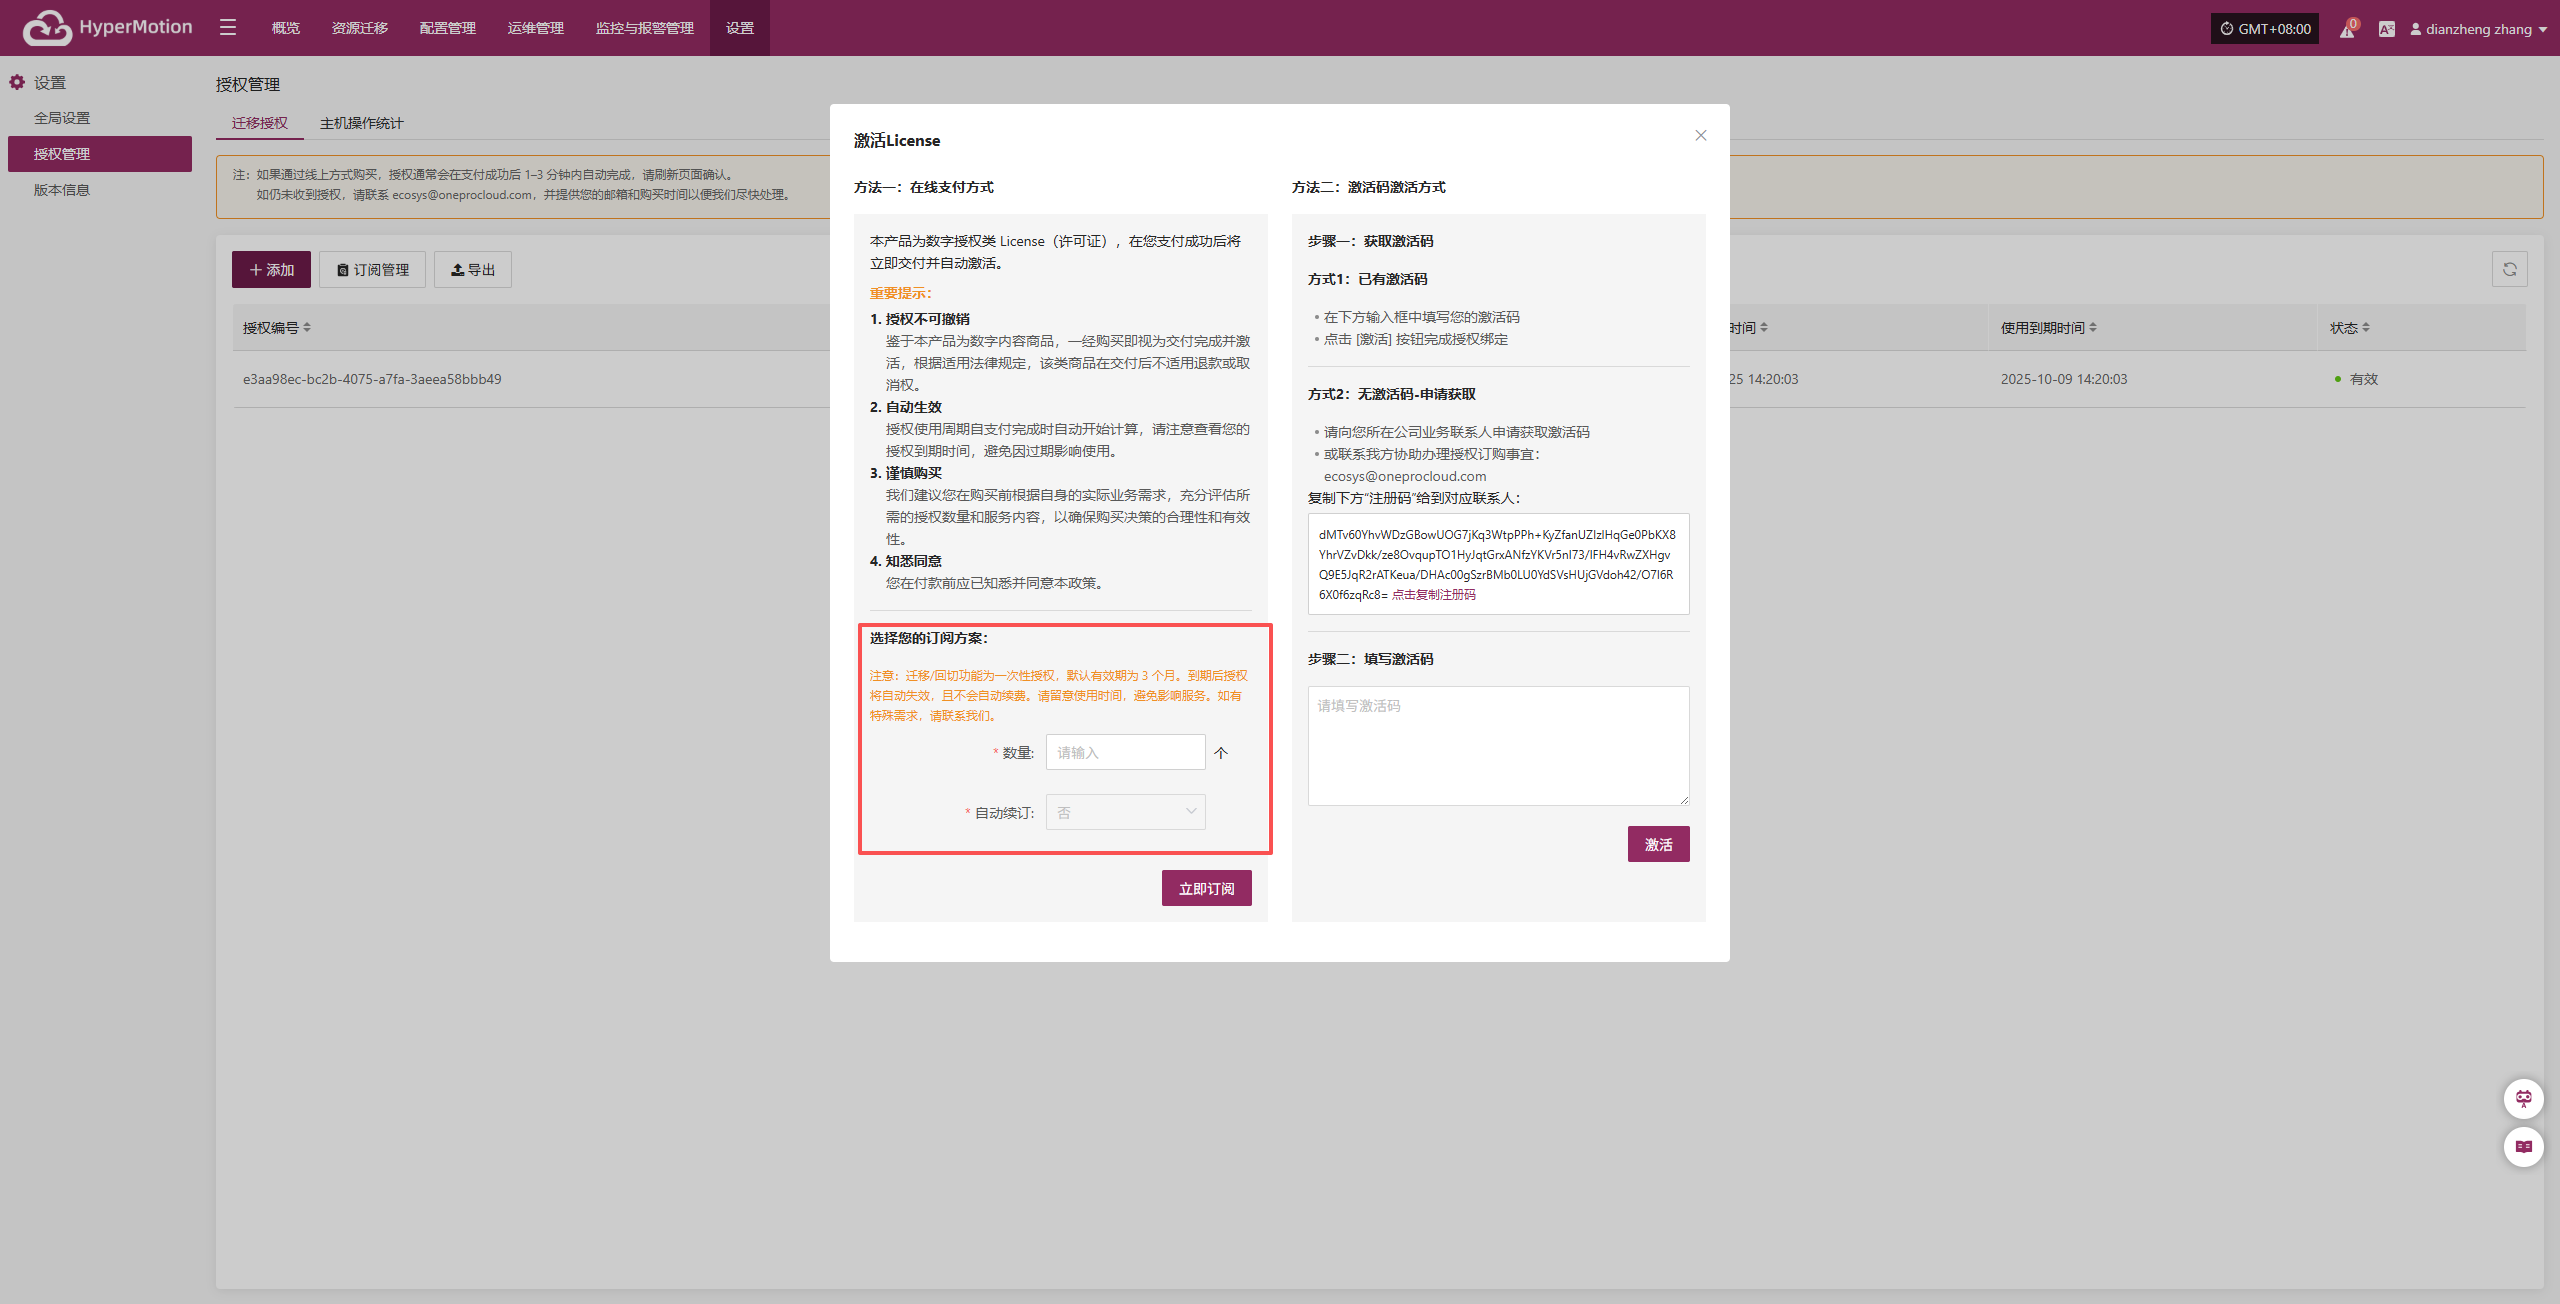 HyperMotion
概览
资源迁移
配置管理
运维管理
监控与报警管理
设置
GMT+08:00
0
dianzheng zhang
设置
全局设置
授权管理
版本信息
授权管理
迁移授权
主机操作统计
注：如果通过线上方式购买，授权通常会在支付成功后 1–3 分钟内自动完成，请刷新页面确认。
如仍未收到授权，请联系 ecosys@oneprocloud.com，并提供您的邮箱和购买时间以便我们尽快处理。
添加
订阅管理
导出
授权编号
时间
使用到期时间
状态
e3aa98ec-bc2b-4075-a7fa-3aeea58bbb49
25 14:20:03
2025-10-09 14:20:03
有效
激活License
方法一：在线支付方式
本产品为数字授权类 License（许可证），在您支付成功后将
立即交付并自动激活。
重要提示：
1. 授权不可撤销
鉴于本产品为数字内容商品，一经购买即视为交付完成并激
活，根据适用法律规定，该类商品在交付后不适用退款或取
消权。
2. 自动生效
授权使用周期自支付完成时自动开始计算，请注意查看您的
授权到期时间，避免因过期影响使用。
3. 谨慎购买
我们建议您在购买前根据自身的实际业务需求，充分评估所
需的授权数量和服务内容，以确保购买决策的合理性和有效
性。
4. 知悉同意
您在付款前应已知悉并同意本政策。
选择您的订阅方案：
注意：迁移/回切功能为一次性授权，默认有效期为 3 个月。到期后授权
将自动失效，且不会自动续费。请留意使用时间，避免影响服务。如有
特殊需求，请联系我们。
* 数量: 请输入 个
* 自动续订: 否
立即订阅
方法二：激活码激活方式
步骤一：获取激活码
方式1：已有激活码
• 在下方输入框中填写您的激活码
• 点击 [激活] 按钮完成授权绑定
方式2：无激活码-申请获取
• 请向您所在公司业务联系人申请获取激活码
• 或联系我方协助办理授权订购事宜：
ecosys@oneprocloud.com
复制下方“注册码”给到对应联系人：
dMTv60YhvWDzGBowUOG7jKq3WtpPPh+KyZfanUZIzIHqGe0PbKX8
YhrVZvDkk/ze8OvqupTO1HyJqtGrxANfzYKVr5nI73/IFH4vRwZXHgv
Q9E5JqR2rATKeua/DHAc00gSzrBMb0LU0YdSVsHUjGVdoh42/O7I6R
6X0f6zqRc8= 点击复制注册码
步骤二：填写激活码
请填写激活码
激活